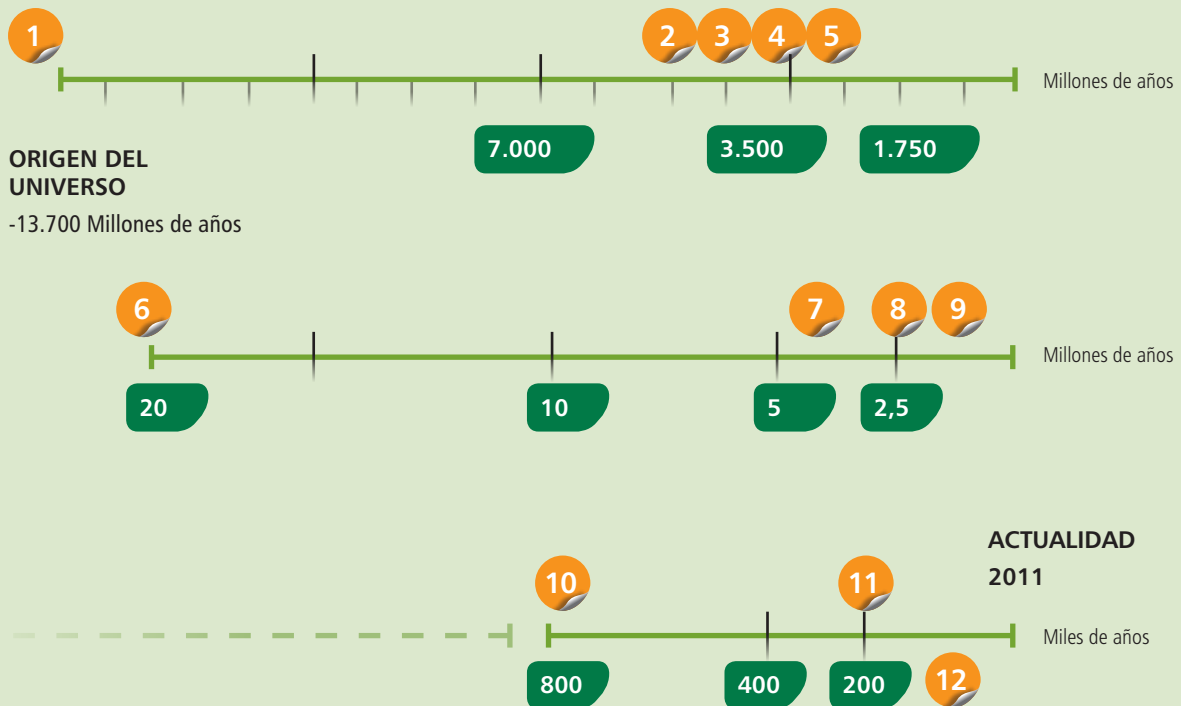 1
2 3 4 5
Millones de años
7.000 3.500 1.750
ORIGEN DEL
UNIVERSO
-13.700 Millones de años
6
7 8 9
Millones de años
20 10 5 2,5
ACTUALIDAD
2011
10 11
Miles de años
800 400 200 12